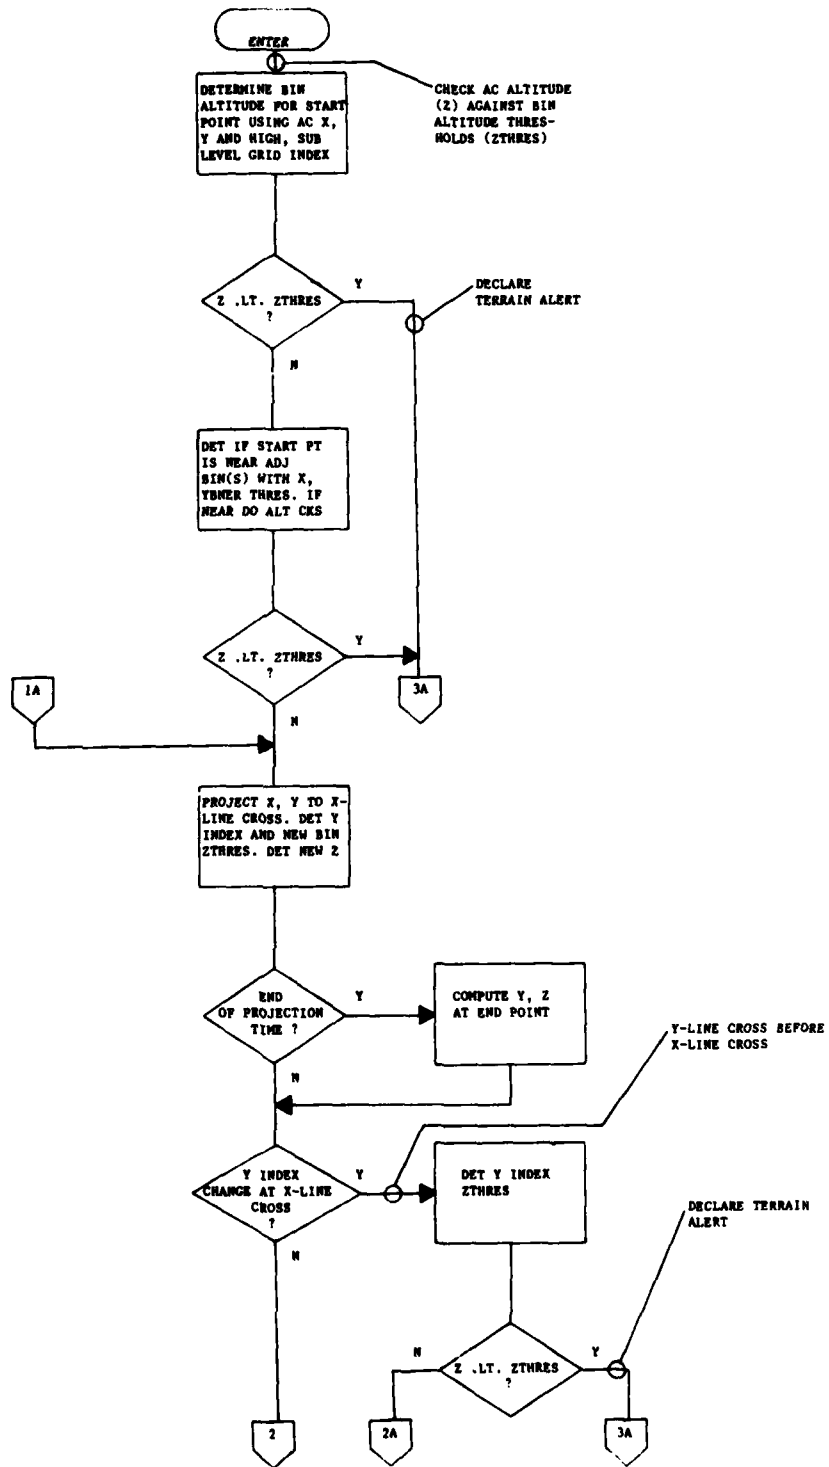 ENTER
DETERMINE BIN
ALTITUDE FOR START
POINT USING AC X,
Y AND HIGH, SUB
LEVEL GRID INDEX
CHECK AC ALTITUDE
(Z) AGAINST BIN
ALTITUDE THRES-
HOLDS (ZTHRES)
Z .LT. ZTHRES
?
Y
N
DECLARE
TERRAIN ALERT
DET IF START PT
IS NEAR ADJ
BIN(S) WITH X,
YBNER THRES. IF
NEAR DO ALT CKS
Z .LT. ZTHRES
?
Y
N
1A
3A
PROJECT X, Y TO X-
LINE CROSS. DET Y
INDEX AND NEW BIN
ZTHRES. DET NEW Z
END
OF PROJECTION
TIME ?
Y
N
COMPUTE Y, Z
AT END POINT
Y-LINE CROSS BEFORE
X-LINE CROSS
Y INDEX
CHANGE AT X-LINE
CROSS
?
Y
N
DET Y INDEX
ZTHRES
DECLARE TERRAIN
ALERT
Z .LT. ZTHRES
?
N
Y
2
2A
3A